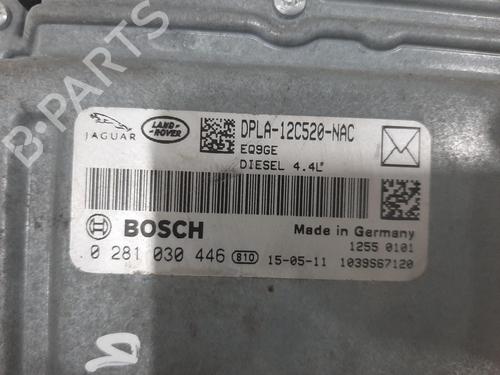 B-PARTS
JAGUAR
LAND-ROVER
DPLA-12C520-NAC
EQ9GE
DIESEL 4.4L"
BOSCH
Made in Germany
1255 0101
0 281 030 446 810 15-05-11 1039S67120